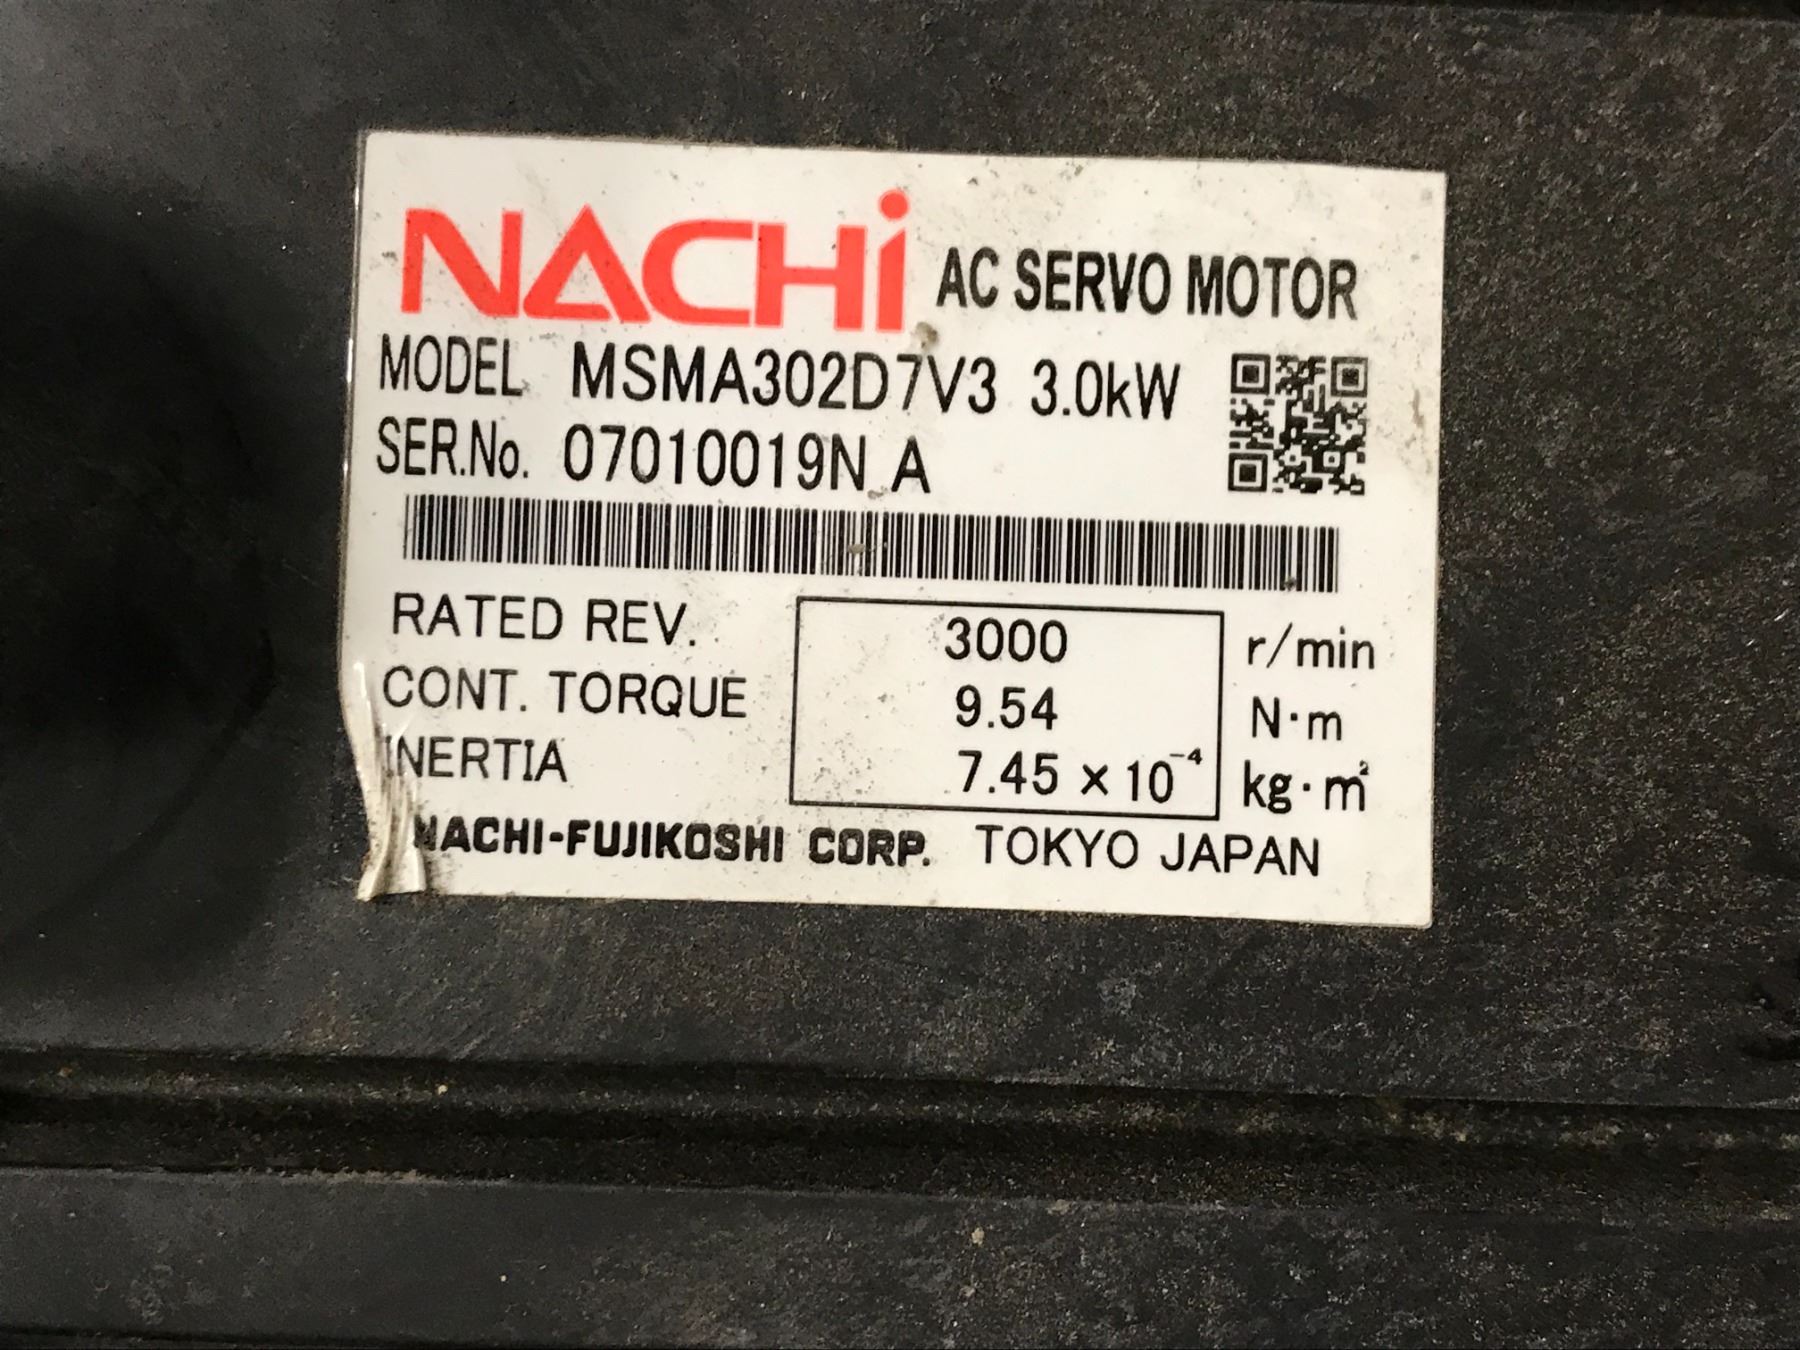 NACHi AC SERVO MOTOR
MODEL MSMA302D7V3 3.0kW
SER.No. 07010019N A
RATED REV. 3000 r/min
CONT. TORQUE 9.54 N·m
INERTIA 7.45 × 10⁻⁴ kg·m²
NACHI-FUJIKOSHI CORP. TOKYO JAPAN